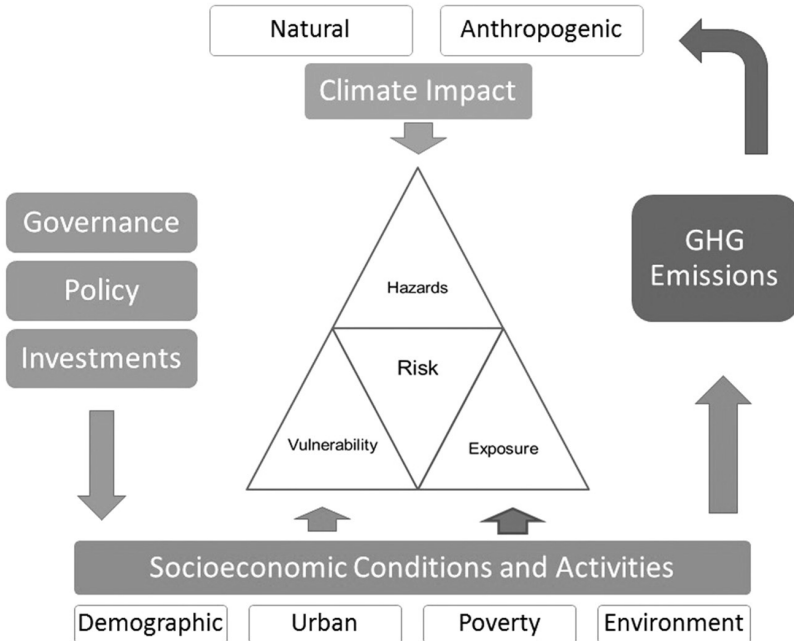 Natural
Anthropogenic
Climate Impact
Governance
Policy
Investments
GHG
Emissions
Hazards
Risk
Vulnerability
Exposure
Socioeconomic Conditions and Activities
Demographic
Urban
Poverty
Environment